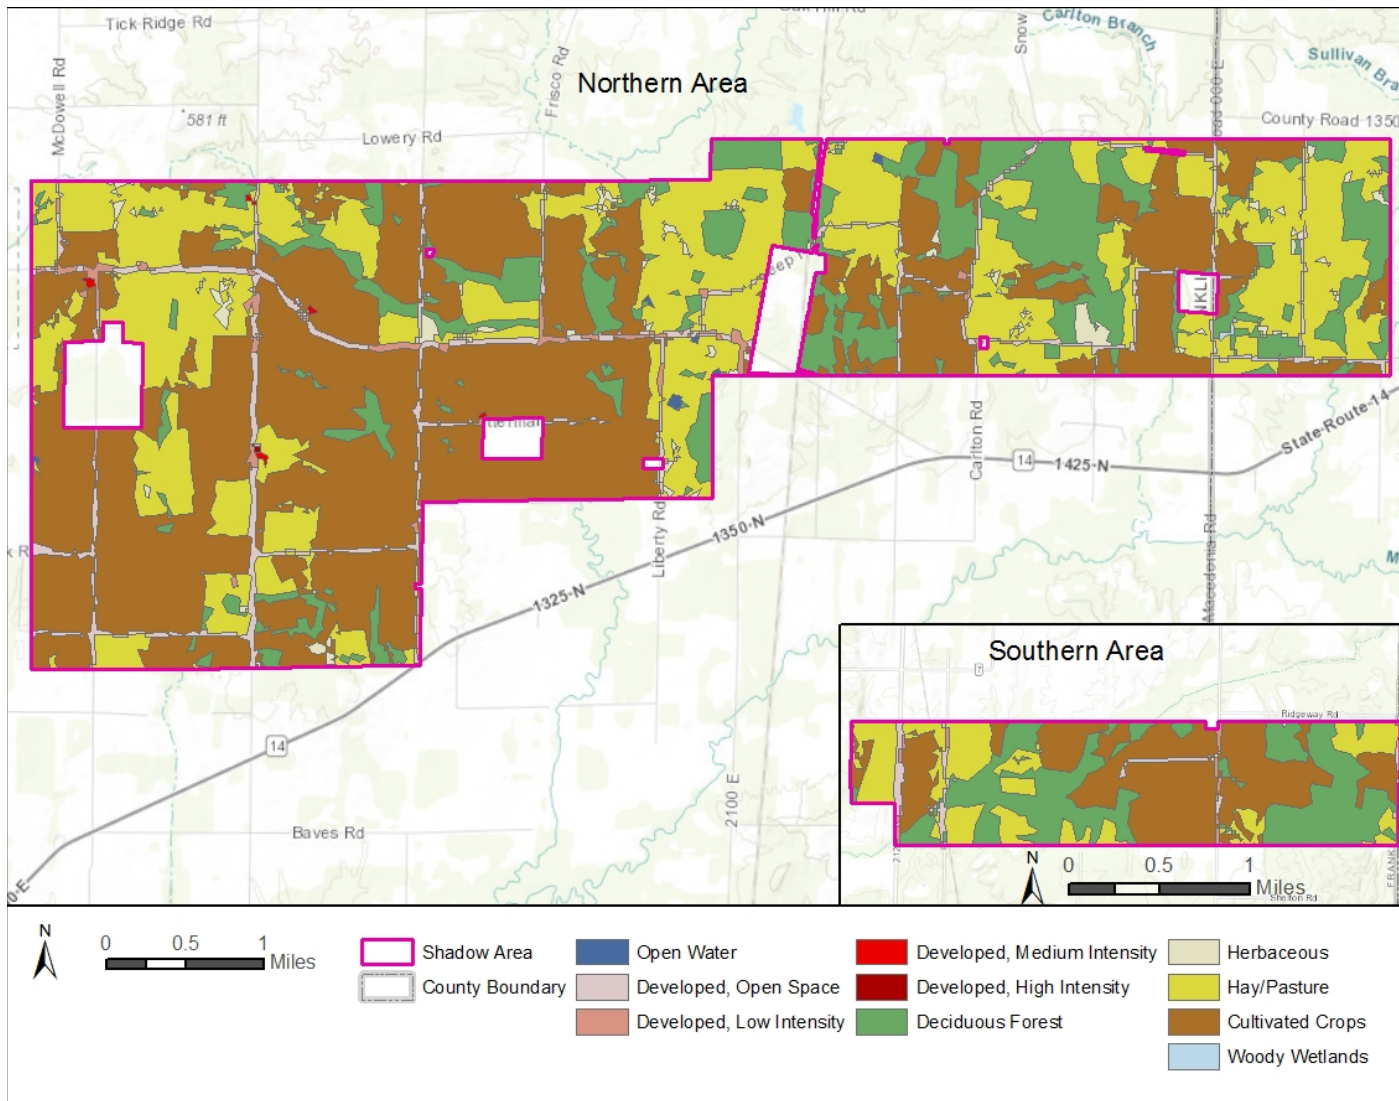 Tick Ridge Rd
Snow
Carlton Branch
Sullivan Bra
McDowell Rd
Frisco Rd
Northern Area
581 ft
Lowery Rd
County Road 1350
Carlton Rd
State Route 14
14
1425-N
1350-N
Liberty Rd
1325-N
Macedonia Rd
2100-E
14
Baves Rd
Southern Area
7
Ridgeway Rd
N
0 0.5 1
Miles
Shelton Rd
FRANK
N
0 0.5 1
Miles
Shadow Area
County Boundary
Open Water
Developed, Open Space
Developed, Low Intensity
Developed, Medium Intensity
Developed, High Intensity
Deciduous Forest
Herbaceous
Hay/Pasture
Cultivated Crops
Woody Wetlands